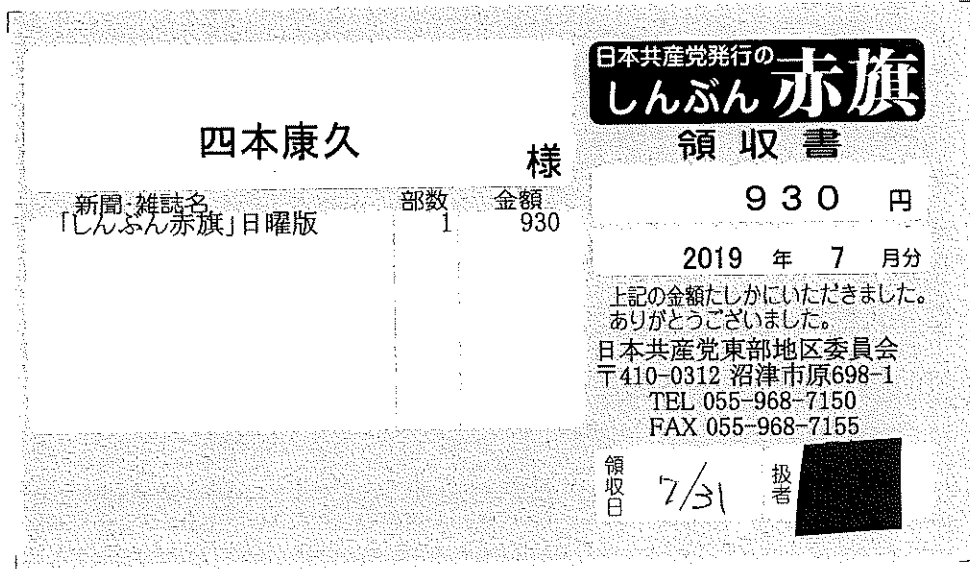 四本康久
様
新聞・雑誌名 部数 金額
「しんぶん赤旗」日曜版 1 930
日本共産党発行の
しんぶん赤旗
領収書
930 円
2019 年 7 月分
上記の金額たしかにいただきました。
ありがとうございました。
日本共産党東部地区委員会
〒410-0312 沼津市原698-1
TEL 055-968-7150
FAX 055-968-7155
領収日 7/31 扱者